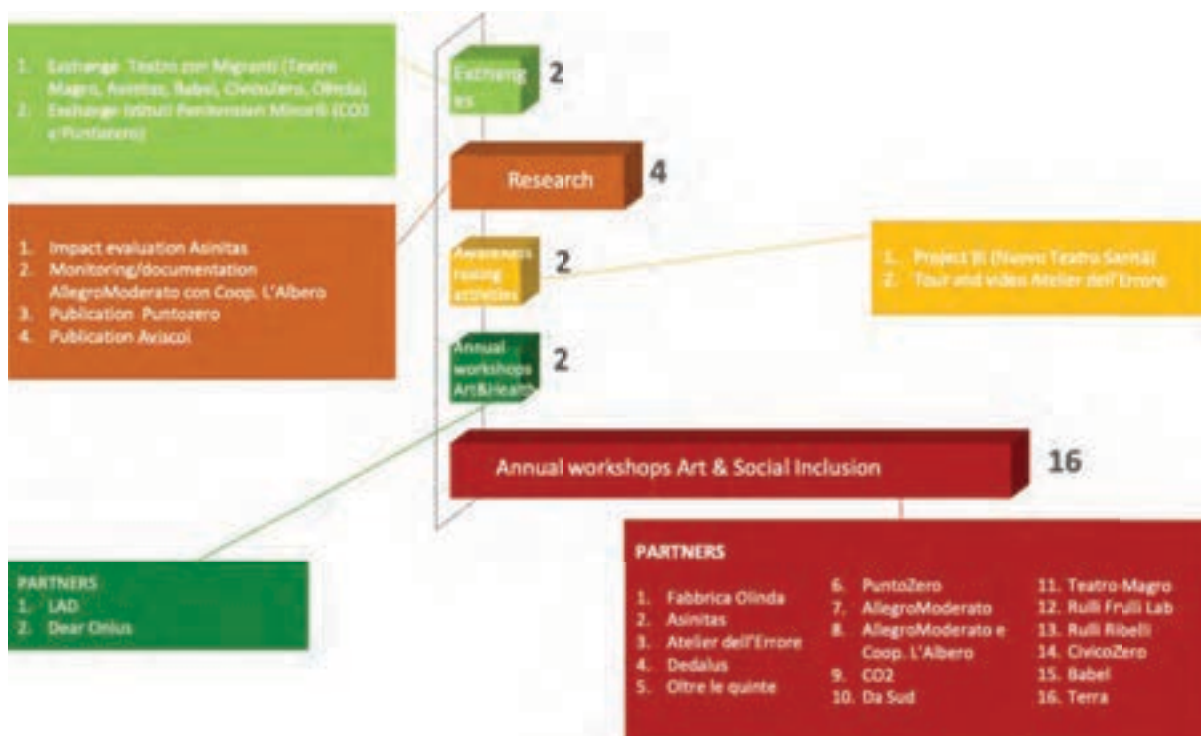 1. Exchange Teatro con Migranti (Teatro
Magro, Asinitas, Babel, CivicoZero, Olinda)
2. Exchange Istituti Penitenziari Minorili (CO2
e Puntozero)
Exchang
es
2
Research
4
1. Impact evaluation Asinitas
2. Monitoring/documentation
AllegroModerato con Coop. L'Albero
3. Publication Puntozero
4. Publication
Awareness
raising
activities
2
1. Project (Nuovo Teatro Sanità)
2. Tour and video Atelier dell'Errore
Annual
workshops
Art&Health
2
Annual workshops Art & Social Inclusion
16
PARTNERS
1. LAD
2. Dear Onlus
PARTNERS
1. Fabbrica Olinda
2. Asinitas
3. Atelier dell'Errore
4. Dedalus
5. Oltre le quinte
6. PuntoZero
7. AllegroModerato
8. AllegroModerato e
Coop. L'Albero
9. CO2
10. Da Sud
11. Teatro Magro
12. Rulli Frulli Lab
13. Rulli Ribelli
14. CivicoZero
15. Babel
16. Terra